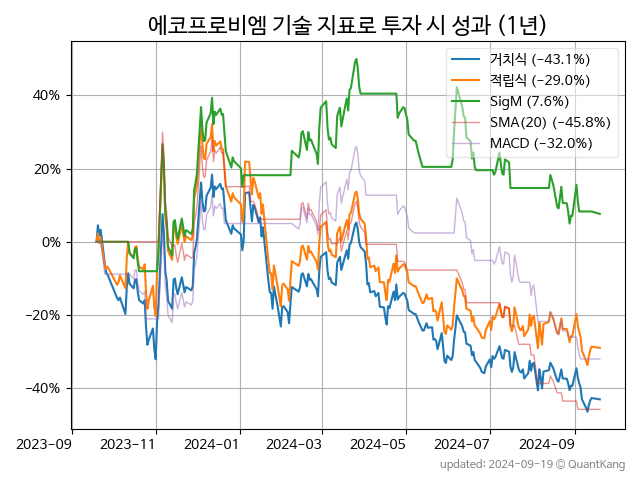 에코프로비엠 기술 지표로 투자 시 성과 (1년)
거치식 (−43.1%)
적립식 (−29.0%)
SigM (7.6%)
SMA(20) (−45.8%)
MACD (−32.0%)
40%
20%
0%
−20%
−40%
2023-09 2023-11 2024-01 2024-03 2024-05 2024-07 2024-09
updated: 2024-09-19 © QuantKang